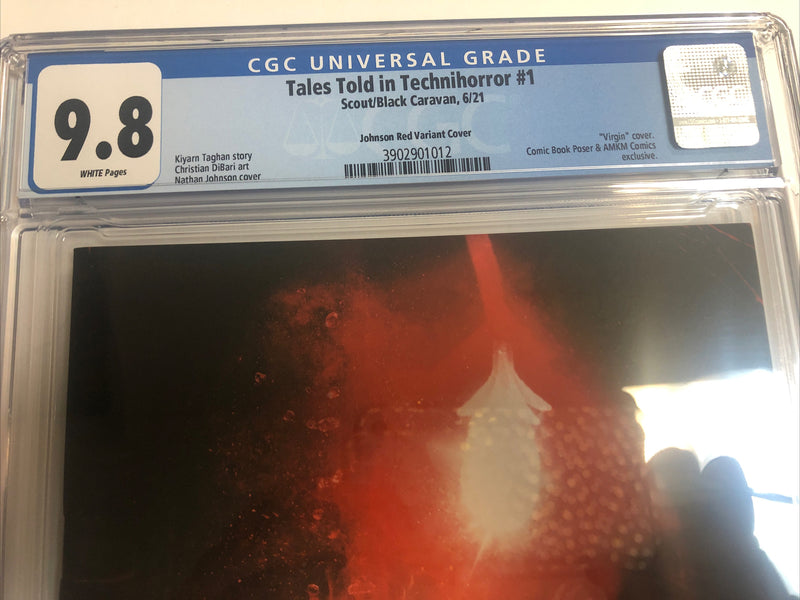 CGC UNIVERSAL GRADE
9.8
WHITE Pages
Tales Told in Technihorror #1
Scout/Black Caravan, 6/21
Johnson Red Variant Cover
3902901012
Kiyarn Taghan story
Christian DiBari art
Nathan Johnson cover
"Virgin" cover.
Comic Book Poser & AMKM Comics
exclusive.
CGC